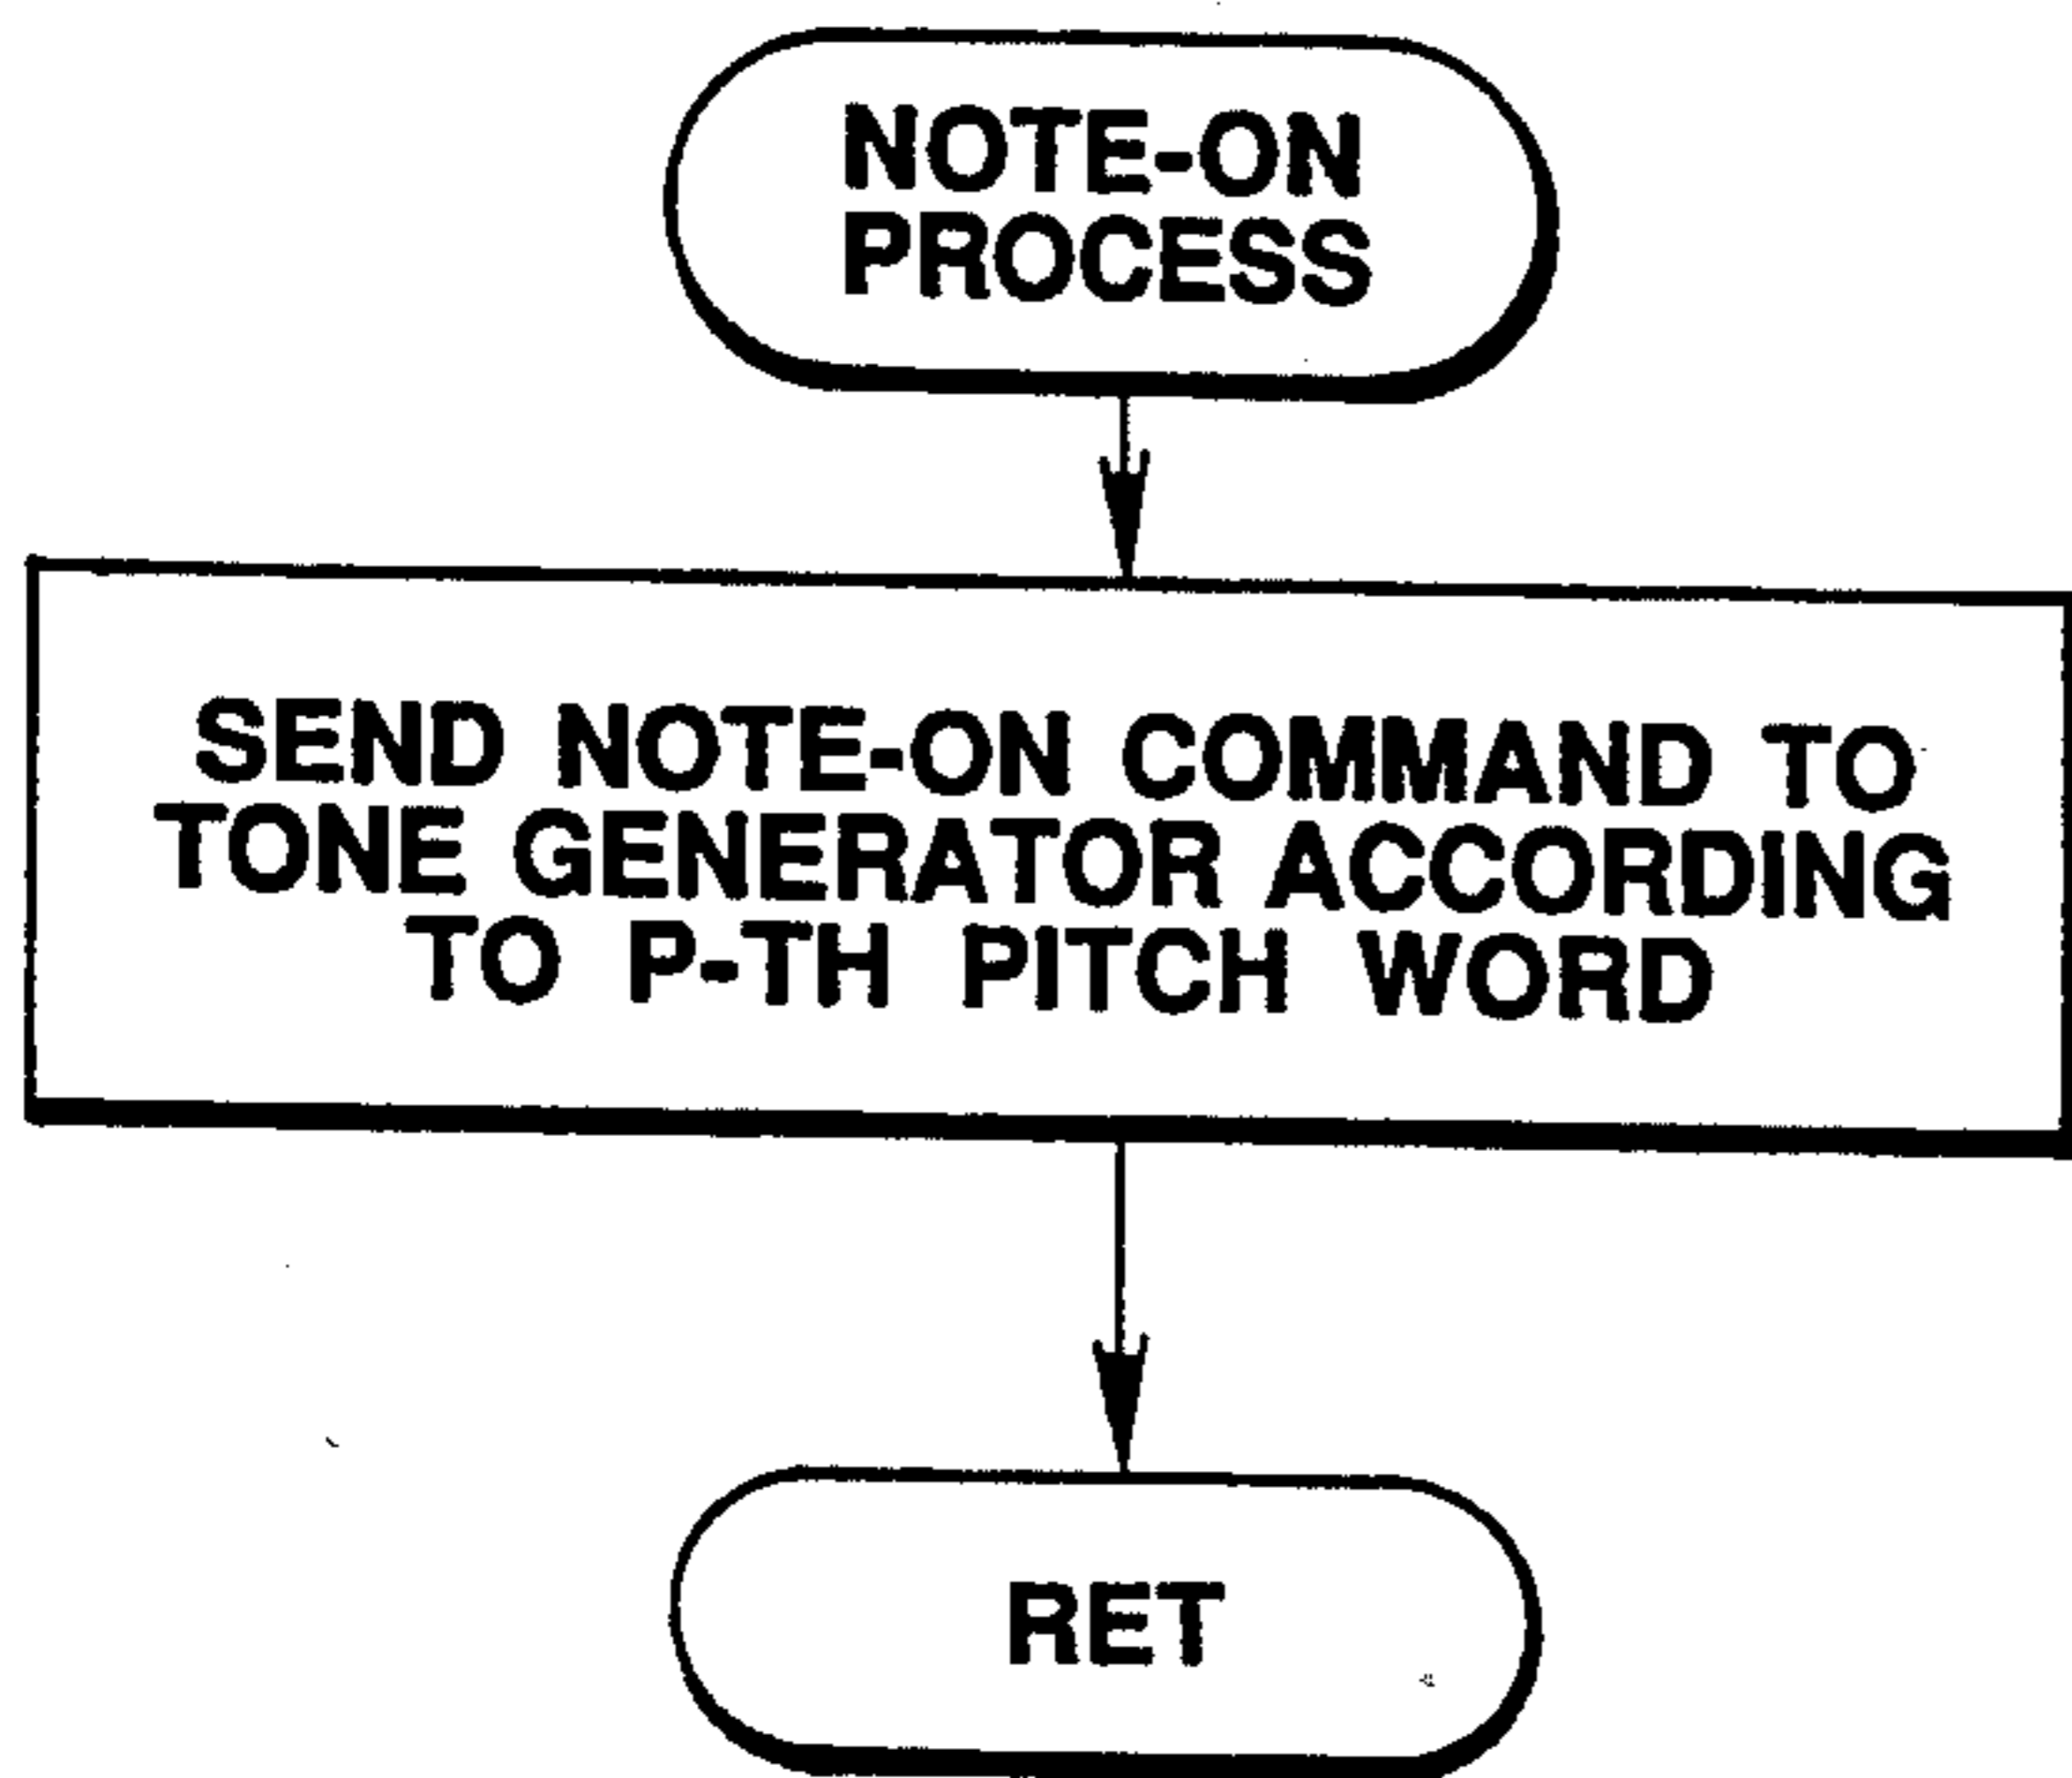 NOTE-ON
PROCESS
SEND NOTE-ON COMMAND TO
TONE GENERATOR ACCORDING
TO P-TH PITCH WORD
RET